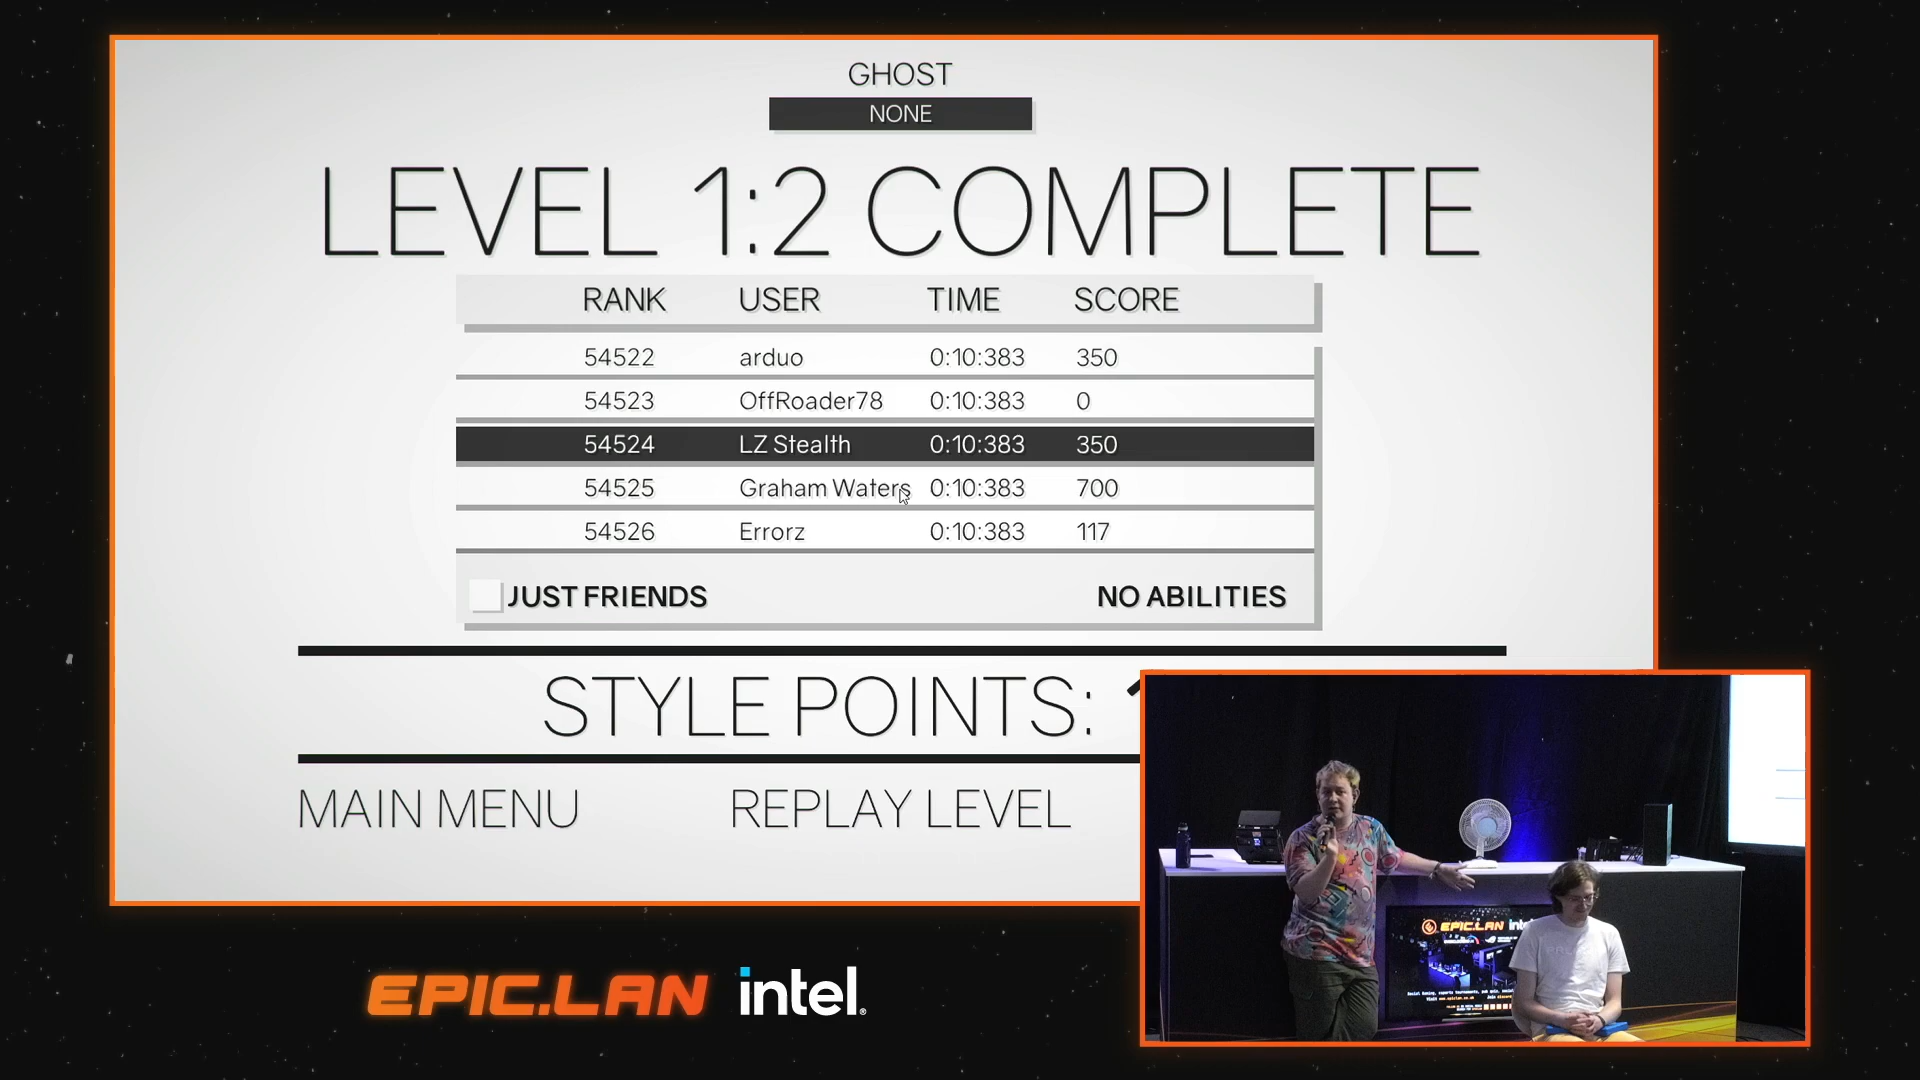 GHOST
NONE
LEVEL 1:2 COMPLETE
RANK USER TIME SCORE
54522 arduo 0:10:383 350
54523 OffRoader78 0:10:383 0
54524 LZ Stealth 0:10:383 350
54525 Graham Waters 0:10:383 700
54526 Errorz 0:10:383 117
JUST FRIENDS NO ABILITIES
STYLE POINTS:
MAIN MENU REPLAY LEVEL
EPIC.LAN intel
EPIC.LAN